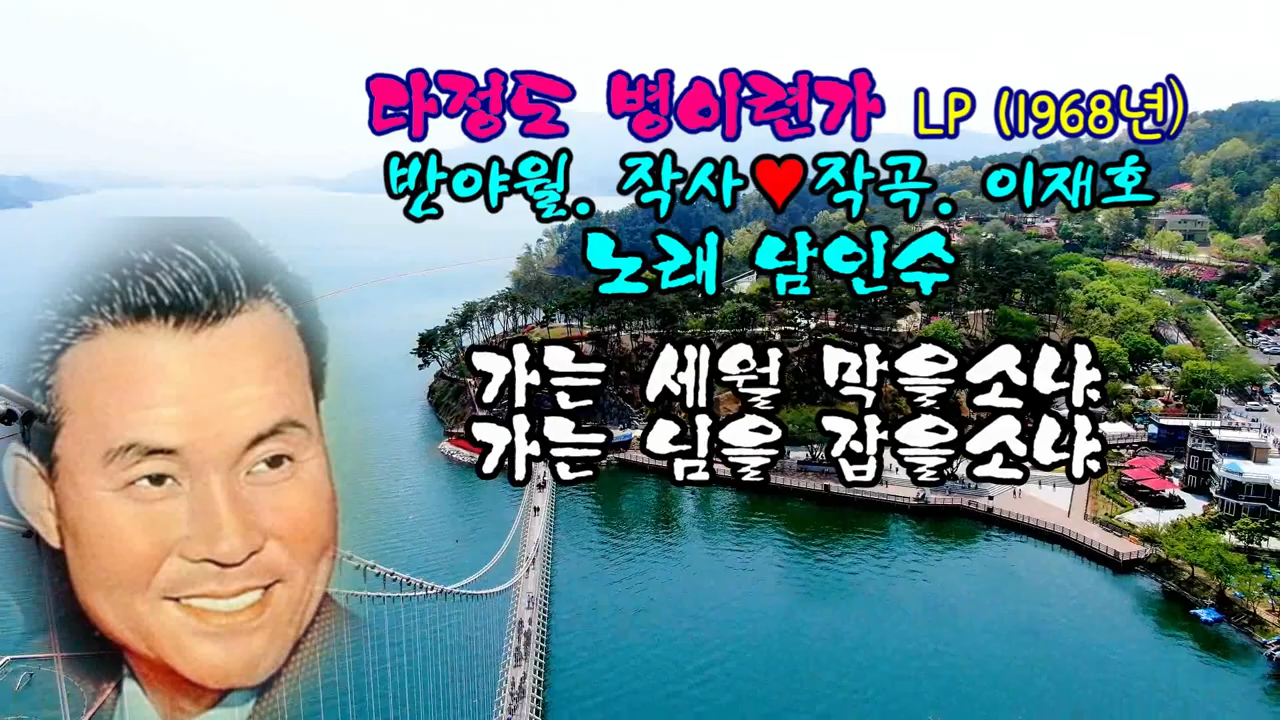 다정도 병이련가 LP (1968년)
반야월. 작사♥작곡. 이재호
노래 남인수
가는 세월 막을소냐
가는 님을 잡을소냐